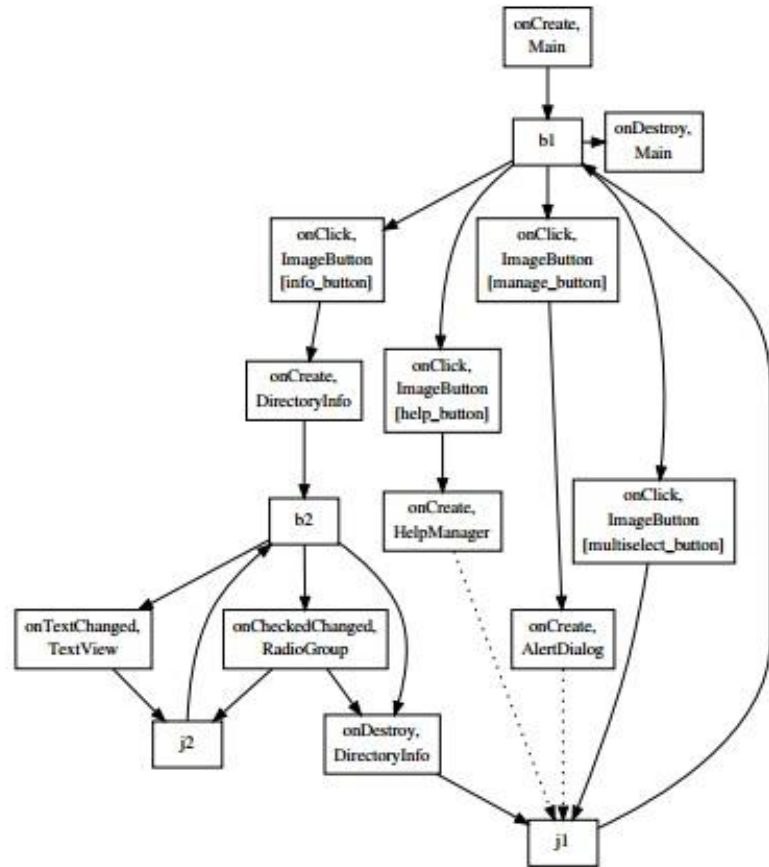 onCreate,
Main
b1
onDestroy,
Main
onClick,
ImageButton
[info_button]
onClick,
ImageButton
[manage_button]
onClick,
ImageButton
[help_button]
onCreate,
DirectoryInfo
onClick,
ImageButton
[multiselect_button]
onCreate,
HelpManager
b2
onTextChanged,
TextView
onCheckedChanged,
RadioGroup
onCreate,
AlertDialog
j2
onDestroy,
DirectoryInfo
j1